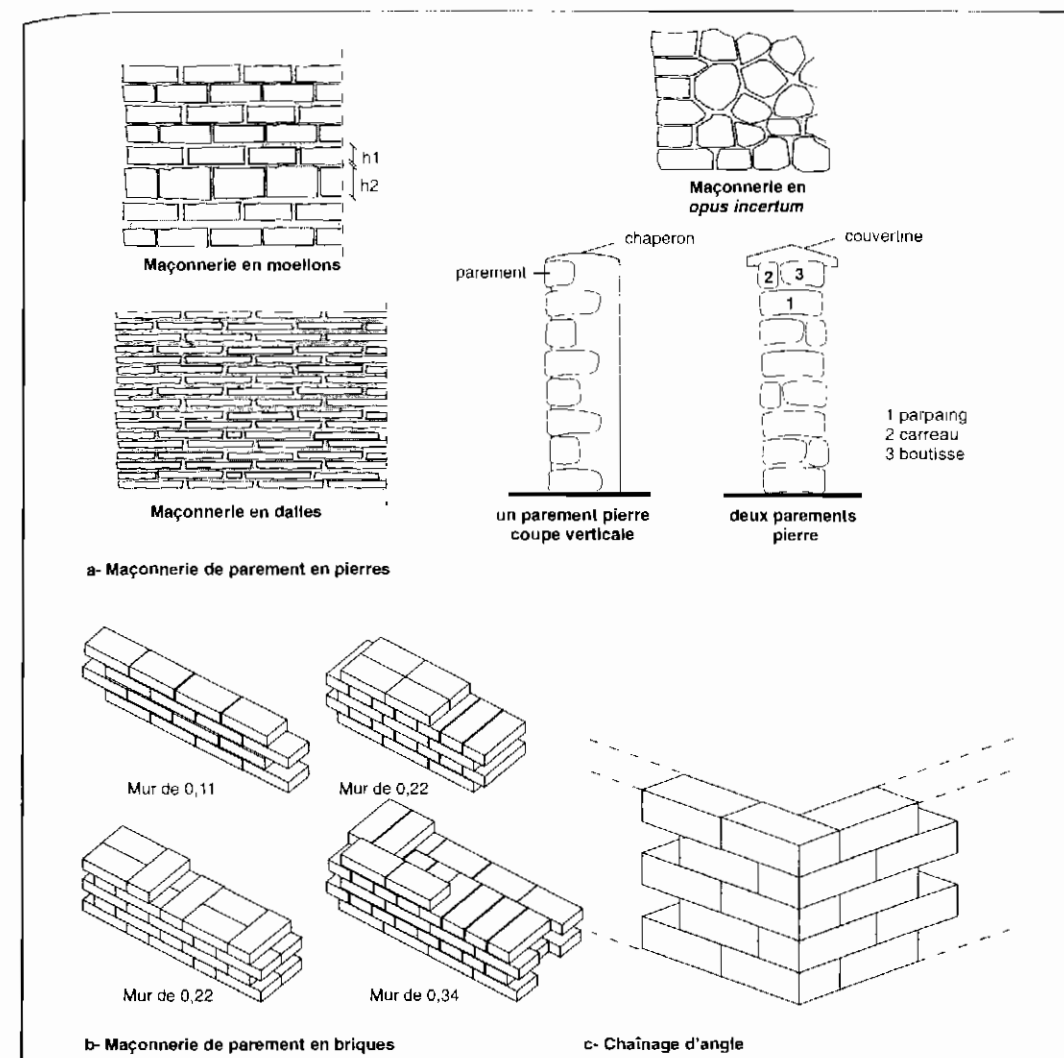 h1
h2
Maçonnerie en moellons
Maçonnerie en
opus incertum
chaperon
parement
couvertine
2
3
1
1 parpaing
2 carreau
3 boutisse
Maçonnerie en dalles
un parement pierre
coupe verticale
deux parements
pierre
a- Maçonnerie de parement en pierres
Mur de 0,11
Mur de 0,22
Mur de 0,22
Mur de 0,34
b- Maçonnerie de parement en briques
c- Chaînage d'angle